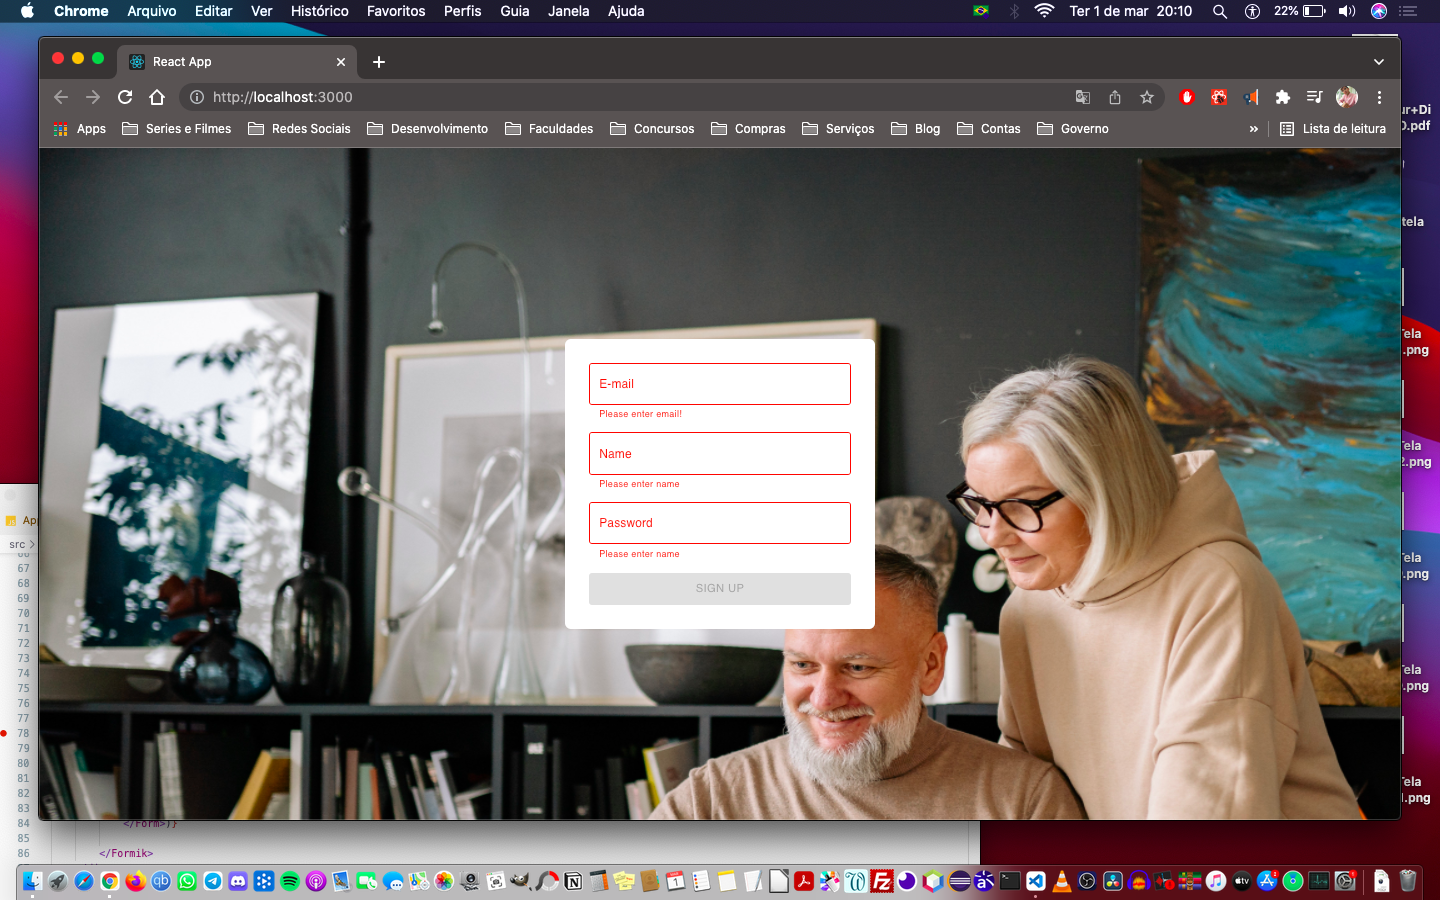 Chrome Arquivo Editar Ver Histórico Favoritos Perfis Guia Janela Ajuda Ter 1 de mar 20:10 22%
React App
http://localhost:3000
Apps Series e Filmes Redes Sociais Desenvolvimento Faculdades Concursos Compras Serviços Blog Contas Governo » Lista de leitura
E-mail
Please enter email!
Name
Please enter name
Password
Please enter name
SIGN UP
ur+Di
O.pdf
tela
Tela
.png
Tela
2.png
Tela
.png
Tela
.png
Tela
1.png
App
src
67
68
69
70
71
72
73
74
75
76
77
78
79
80
81
82
83
84 </Form>)}
85
86 </Formik>